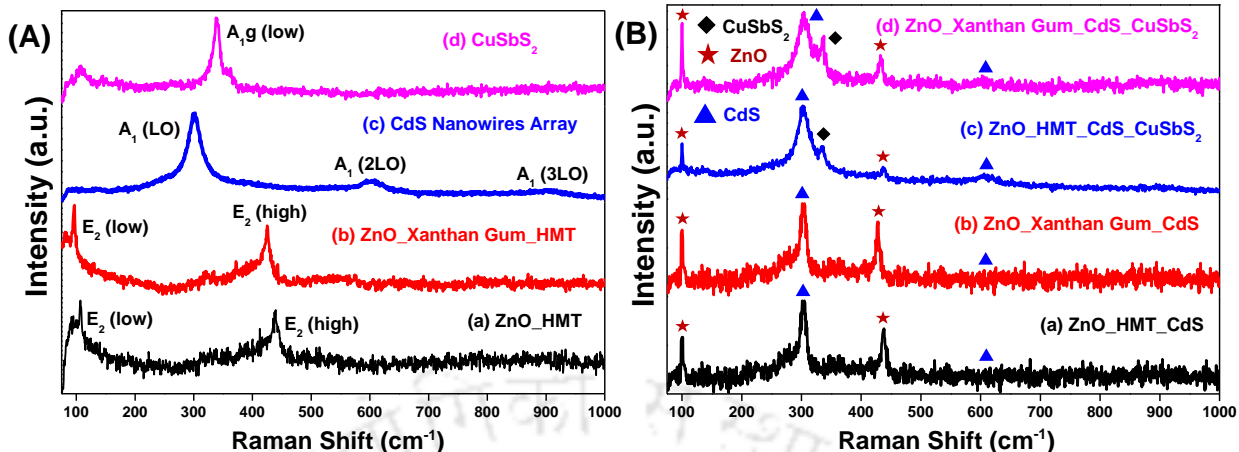 (A)
A₁g (low)
(d) CuSbS₂
A₁ (LO)
(c) CdS Nanowires Array
A₁ (2LO)
A₁ (3LO)
E₂ (low)
E₂ (high)
(b) ZnO_Xanthan Gum_HMT
E₂ (low)
E₂ (high)
(a) ZnO_HMT
Intensity (a.u.)
100 200 300 400 500 600 700 800 900 1000
Raman Shift (cm⁻¹)
(B)
CuSbS₂
ZnO
CdS
(d) ZnO_Xanthan Gum_CdS_CuSbS₂
(c) ZnO_HMT_CdS_CuSbS₂
(b) ZnO_Xanthan Gum_CdS
(a) ZnO_HMT_CdS
Intensity (a.u.)
100 200 300 400 500 600 700 800 900 1000
Raman Shift (cm⁻¹)